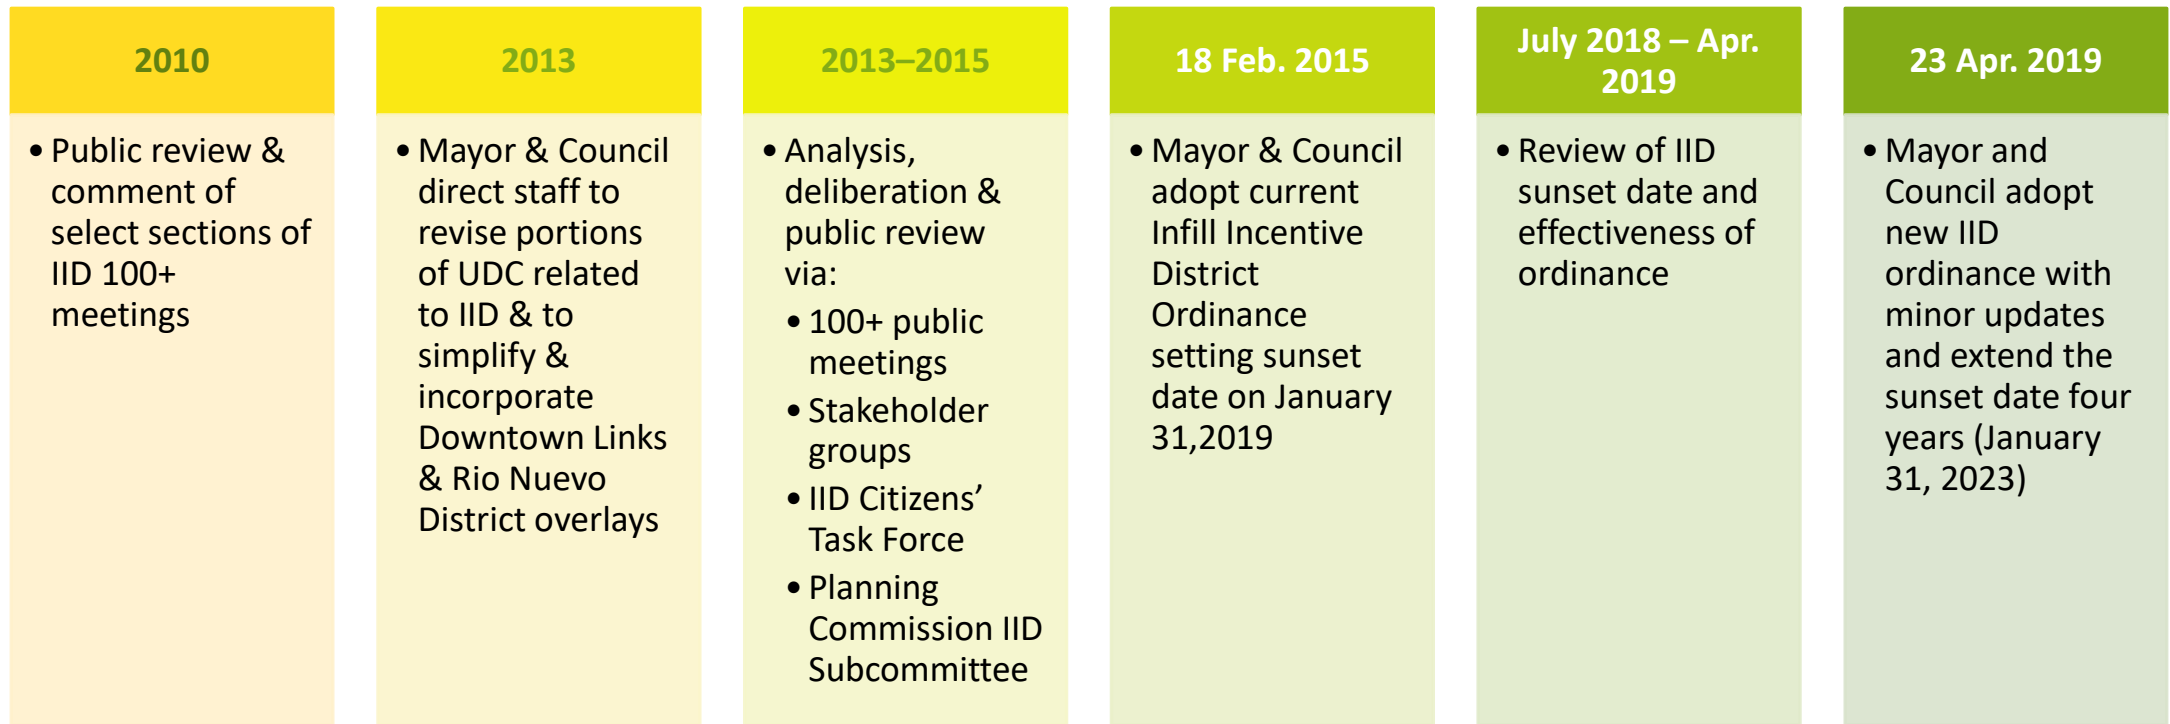 2010
• Public review &
comment of
select sections of
IID 100+
meetings
2013
• Mayor & Council
direct staff to
revise portions
of UDC related
to IID & to
simplify &
incorporate
Downtown Links
& Rio Nuevo
District overlays
2013–2015
• Analysis,
deliberation &
public review
via:
• 100+ public
meetings
• Stakeholder
groups
• IID Citizens’
Task Force
• Planning
Commission IID
Subcommittee
18 Feb. 2015
• Mayor & Council
adopt current
Infill Incentive
District
Ordinance
setting sunset
date on January
31,2019
July 2018 – Apr.
2019
• Review of IID
sunset date and
effectiveness of
ordinance
23 Apr. 2019
• Mayor and
Council adopt
new IID
ordinance with
minor updates
and extend the
sunset date four
years (January
31, 2023)